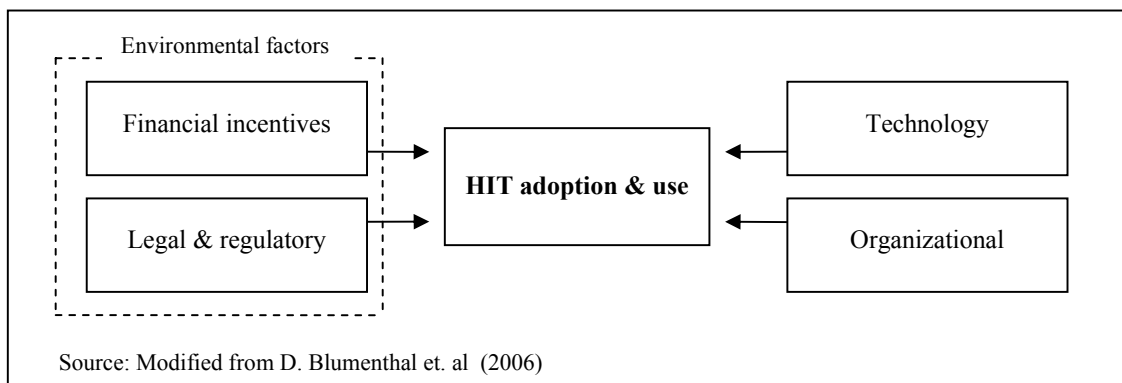 Environmental factors
Financial incentives
Legal & regulatory
HIT adoption & use
Technology
Organizational
Source: Modified from D. Blumenthal et. al  (2006)